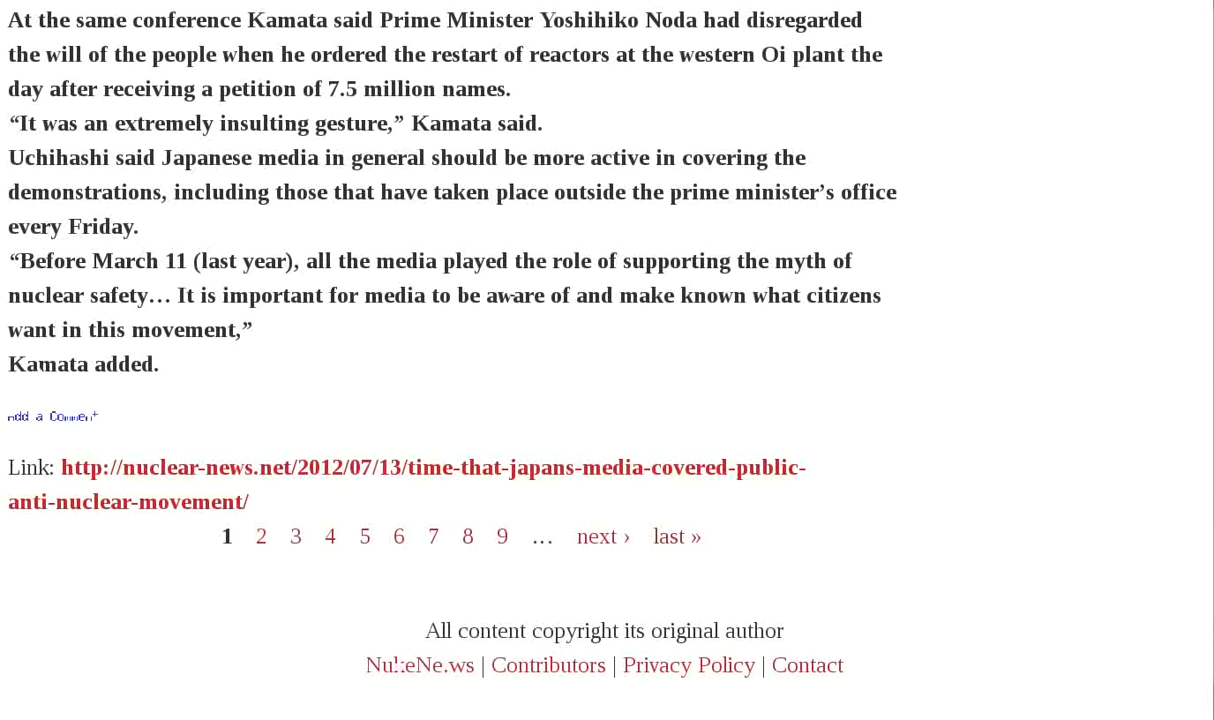 At the same conference Kamata said Prime Minister Yoshihiko Noda had disregarded
the will of the people when he ordered the restart of reactors at the western Oi plant the
day after receiving a petition of 7.5 million names.
“It was an extremely insulting gesture,” Kamata said.
Uchihashi said Japanese media in general should be more active in covering the
demonstrations, including those that have taken place outside the prime minister’s office
every Friday.
“Before March 11 (last year), all the media played the role of supporting the myth of
nuclear safety… It is important for media to be aware of and make known what citizens
want in this movement,”
Kamata added.
Add a Comment
Link: http://nuclear-news.net/2012/07/13/time-that-japans-media-covered-public-
anti-nuclear-movement/
1 2 3 4 5 6 7 8 9 … next › last »
All content copyright its original author
NukeNe.ws | Contributors | Privacy Policy | Contact